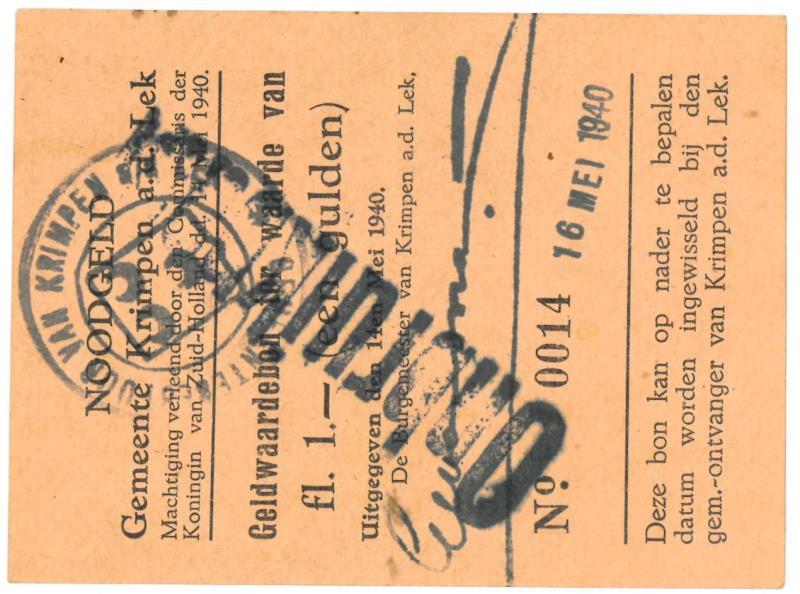 NOODGELD
Gemeente Krimpen a.d. Lek
Machtiging verleend door den Commissaris der
Koningin van Zuid-Holland dd. 14 Mei 1940.
Geldwaardebon ter waarde van
fl. 1.— (een gulden)
Uitgegeven den 14en Mei 1940.
De Burgemeester van Krimpen a.d. Lek,
No. 0014
16 MEI 1940
Deze bon kan op nader te bepalen
datum worden ingewisseld bij den
gem.-ontvanger van Krimpen a.d. Lek.
VAN KRIMPEN